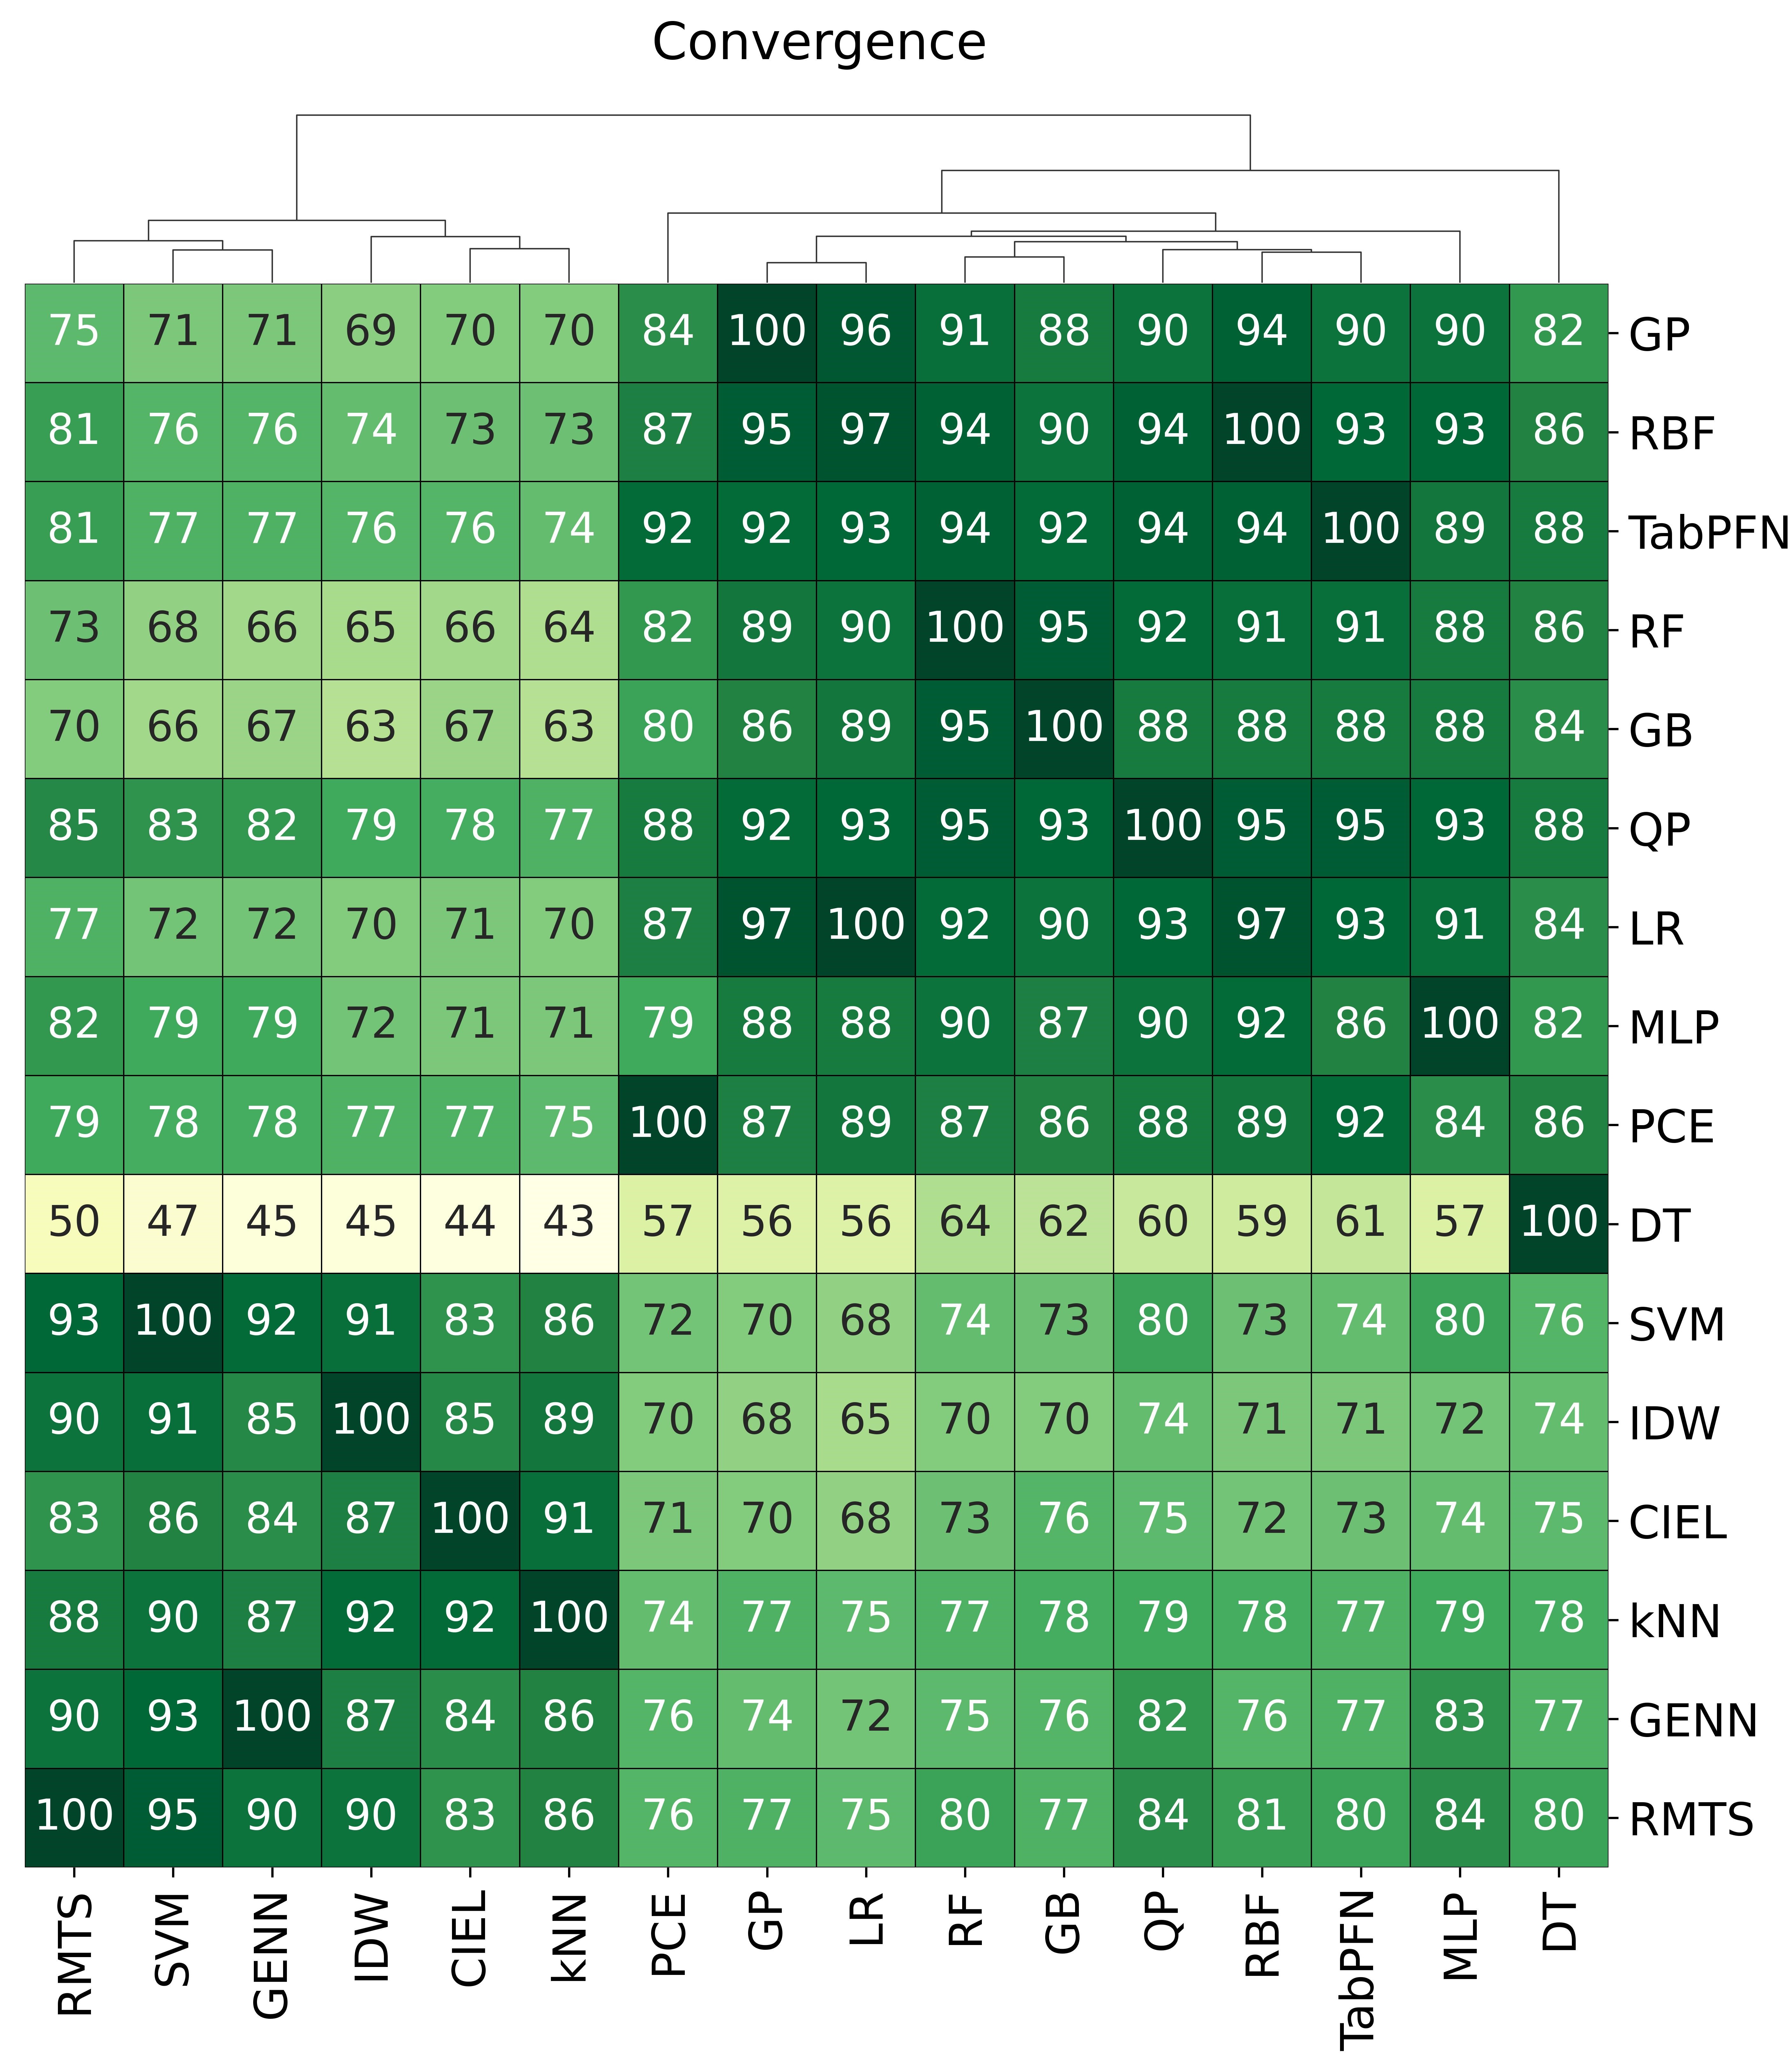 Convergence
75 71 71 69 70 70 84 100 96 91 88 90 94 90 90 82 GP
81 76 76 74 73 73 87 95 97 94 90 94 100 93 93 86 RBF
81 77 77 76 76 74 92 92 93 94 92 94 94 100 89 88 TabPFN
73 68 66 65 66 64 82 89 90 100 95 92 91 91 88 86 RF
70 66 67 63 67 63 80 86 89 95 100 88 88 88 88 84 GB
85 83 82 79 78 77 88 92 93 95 93 100 95 95 93 88 QP
77 72 72 70 71 70 87 97 100 92 90 93 97 93 91 84 LR
82 79 79 72 71 71 79 88 88 90 87 90 92 86 100 82 MLP
79 78 78 77 77 75 100 87 89 87 86 88 89 92 84 86 PCE
50 47 45 45 44 43 57 56 56 64 62 60 59 61 57 100 DT
93 100 92 91 83 86 72 70 68 74 73 80 73 74 80 76 SVM
90 91 85 100 85 89 70 68 65 70 70 74 71 71 72 74 IDW
83 86 84 87 100 91 71 70 68 73 76 75 72 73 74 75 CIEL
88 90 87 92 92 100 74 77 75 77 78 79 78 77 79 78 kNN
90 93 100 87 84 86 76 74 72 75 76 82 76 77 83 77 GENN
100 95 90 90 83 86 76 77 75 80 77 84 81 80 84 80 RMTS
RMTS SVM GENN IDW CIEL kNN PCE GP LR RF GB QP RBF TabPFN MLP DT